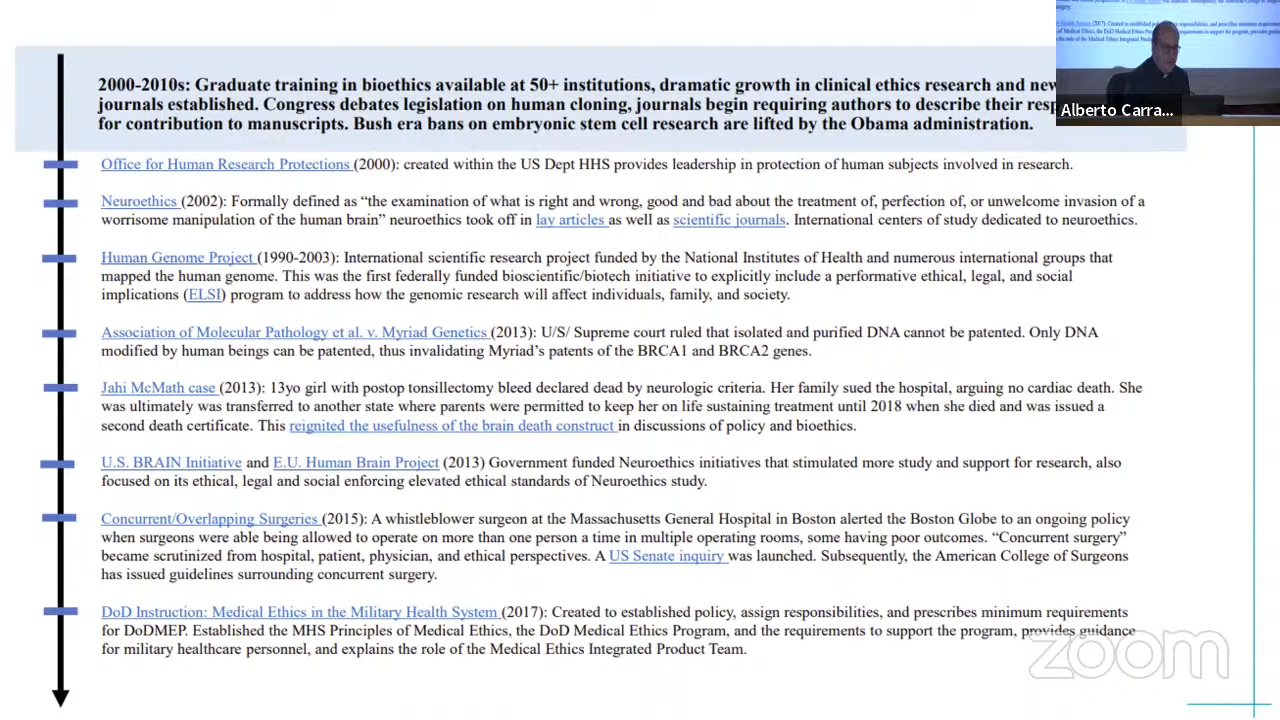 2000-2010s: Graduate training in bioethics available at 50+ institutions, dramatic growth in clinical ethics research and new
journals established. Congress debates legislation on human cloning, journals begin requiring authors to describe their
for contribution to manuscripts. Bush era bans on embryonic stem cell research are lifted by the Obama administration.
Alberto Carra...
Office for Human Research Protections (2000): created within the US Dept HHS provides leadership in protection of human subjects involved in research.
Neuroethics (2002): Formally defined as “the examination of what is right and wrong, good and bad about the treatment of, perfection of, or unwelcome invasion of a
worrisome manipulation of the human brain” neuroethics took off in lay articles as well as scientific journals. International centers of study dedicated to neuroethics.
Human Genome Project (1990-2003): International scientific research project funded by the National Institutes of Health and numerous international groups that
mapped the human genome. This was the first federally funded bioscientific/biotech initiative to explicitly include a performative ethical, legal, and social
implications (ELSI) program to address how the genomic research will affect individuals, family, and society.
Association of Molecular Pathology et al. v. Myriad Genetics (2013): U/S/ Supreme court ruled that isolated and purified DNA cannot be patented. Only DNA
modified by human beings can be patented, thus invalidating Myriad’s patents of the BRCA1 and BRCA2 genes.
Jahi McMath case (2013): 13yo girl with postop tonsillectomy bleed declared dead by neurologic criteria. Her family sued the hospital, arguing no cardiac death. She
was ultimately was transferred to another state where parents were permitted to keep her on life sustaining treatment until 2018 when she died and was issued a
second death certificate. This reignited the usefulness of the brain death construct in discussions of policy and bioethics.
U.S. BRAIN Initiative and E.U. Human Brain Project (2013) Government funded Neuroethics initiatives that stimulated more study and support for research, also
focused on its ethical, legal and social enforcing elevated ethical standards of Neuroethics study.
Concurrent/Overlapping Surgeries (2015): A whistleblower surgeon at the Massachusetts General Hospital in Boston alerted the Boston Globe to an ongoing policy
when surgeons were able being allowed to operate on more than one person a time in multiple operating rooms, some having poor outcomes. “Concurrent surgery”
became scrutinized from hospital, patient, physician, and ethical perspectives. A US Senate inquiry was launched. Subsequently, the American College of Surgeons
has issued guidelines surrounding concurrent surgery.
DoD Instruction: Medical Ethics in the Military Health System (2017): Created to established policy, assign responsibilities, and prescribes minimum requirements
for DoDMEP. Established the MHS Principles of Medical Ethics, the DoD Medical Ethics Program, and the requirements to support the program, provides guidance
for military healthcare personnel, and explains the role of the Medical Ethics Integrated Product Team.
zoom